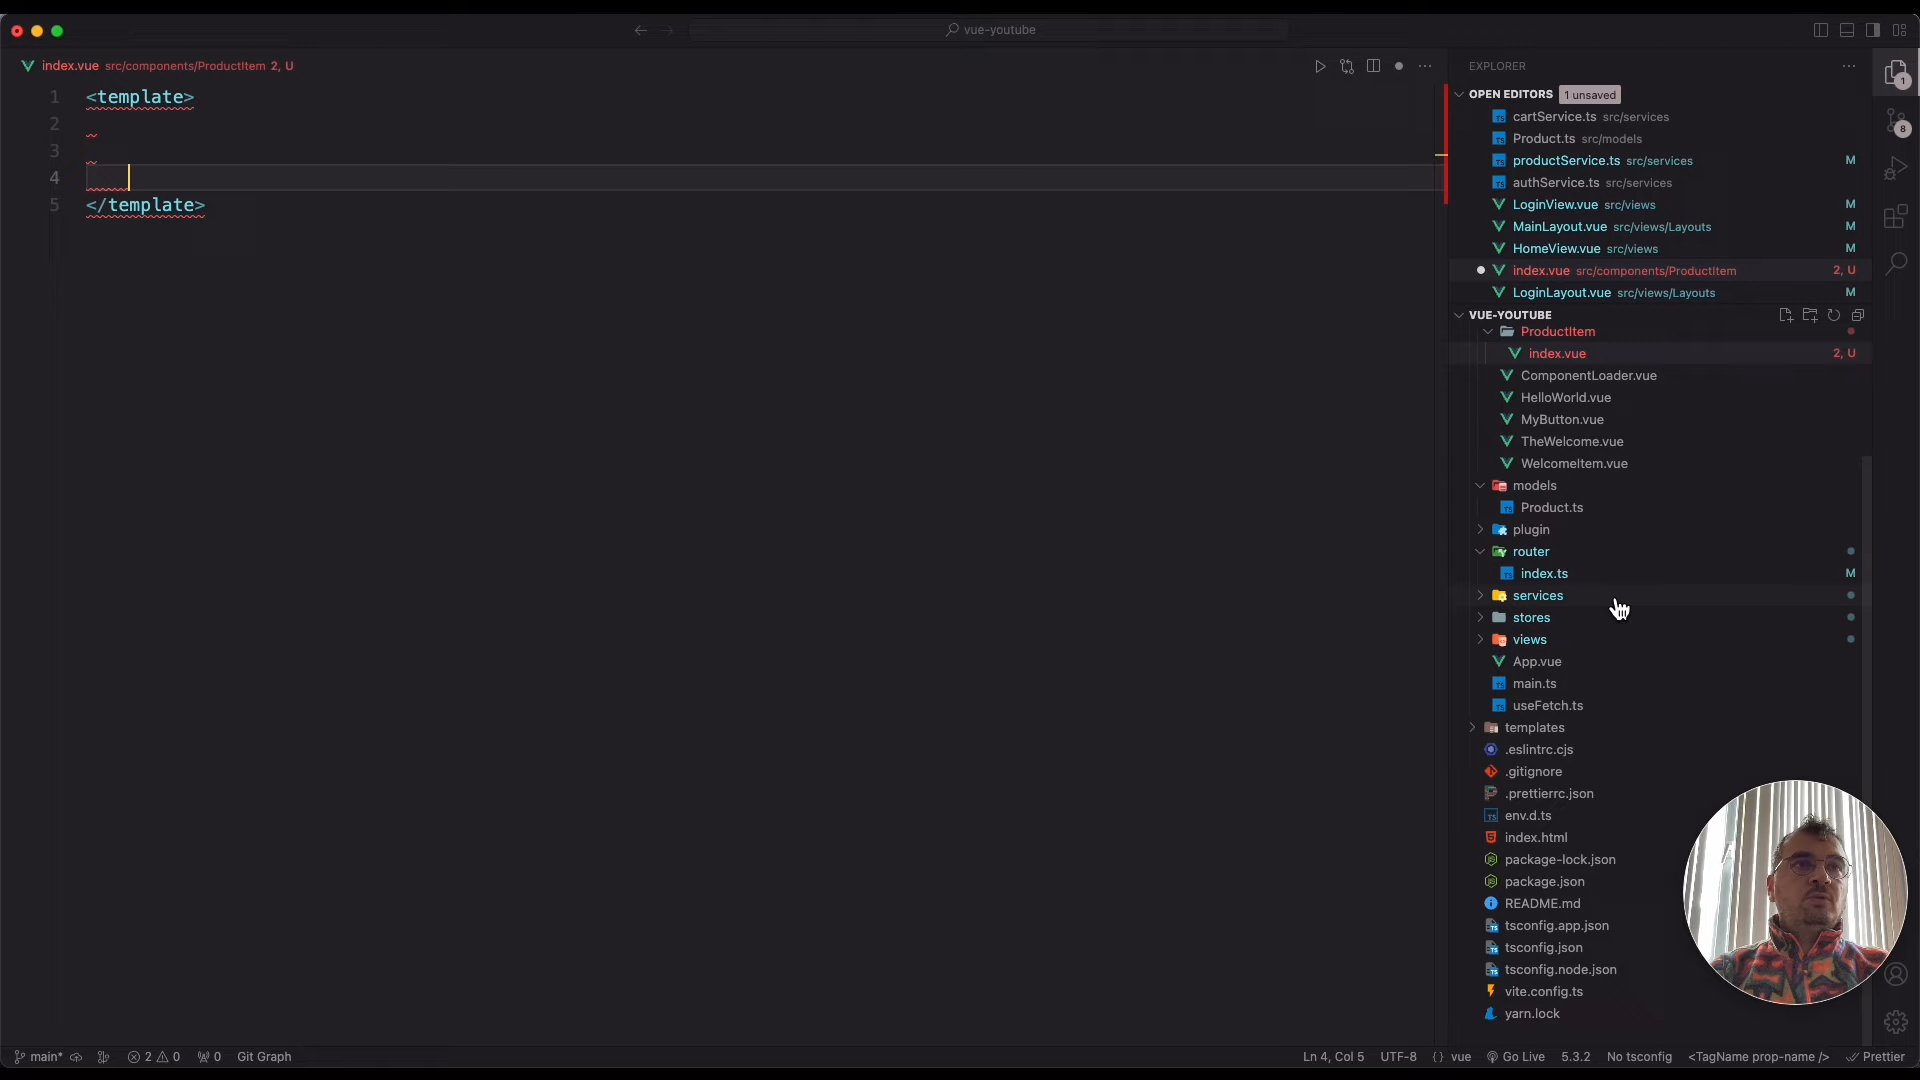 vue-youtube
index.vue src/components/ProductItem 2, U
1 <template>
2
3
4
5 </template>
EXPLORER
OPEN EDITORS 1 unsaved
cartService.ts src/services
Product.ts src/models
productService.ts src/services M
authService.ts src/services
LoginView.vue src/views M
MainLayout.vue src/views/Layouts M
HomeView.vue src/views M
index.vue src/components/ProductItem 2, U
LoginLayout.vue src/views/Layouts M
VUE-YOUTUBE
ProductItem
index.vue 2, U
ComponentLoader.vue
HelloWorld.vue
MyButton.vue
TheWelcome.vue
WelcomeItem.vue
models
Product.ts
plugin
router
index.ts M
services
stores
views
App.vue
main.ts
useFetch.ts
templates
.eslintrc.cjs
.gitignore
.prettierrc.json
env.d.ts
index.html
package-lock.json
package.json
README.md
tsconfig.app.json
tsconfig.json
tsconfig.node.json
vite.config.ts
yarn.lock
1
8
main* 2 0 0 Git Graph Ln 4, Col 5 UTF-8 {} vue Go Live 5.3.2 No tsconfig <TagName prop-name /> Prettier